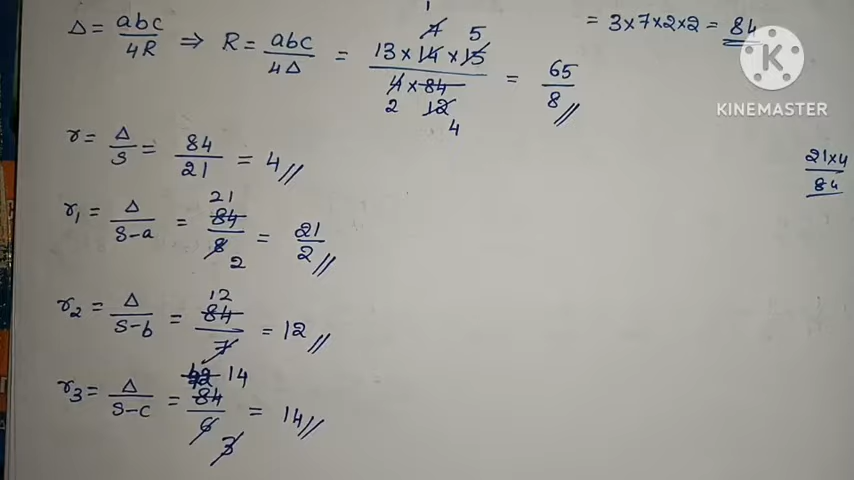 Δ = abc/4R ⇒ R = abc/4Δ = 13×14×15/4×84 = 65/8
= 3×7×2×2 = 84
KINEMASTER
r = Δ/S = 84/21 = 4
21×4
84
r₁ = Δ/S-a = 84/8 = 21/2
r₂ = Δ/S-b = 84/7 = 12
r₃ = Δ/S-c = 84/6 = 14